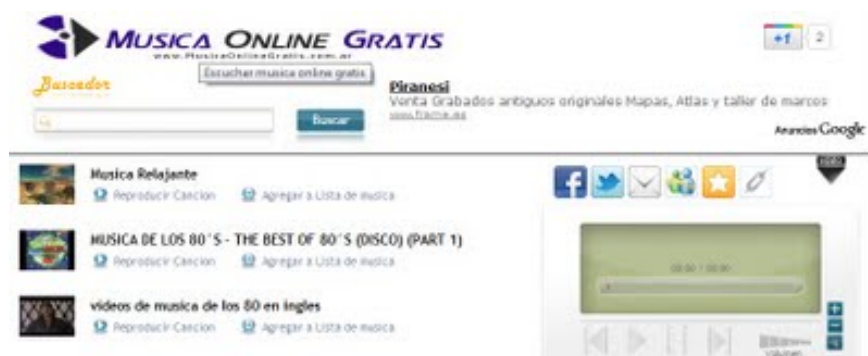 MUSICA ONLINE GRATIS
www.MusicaOnlineGratis.com.ar
+1 2
Escuchar musica online gratis
Buscador
Buscar
Piranesi
Venta Grabados antiguos originales Mapas, Atlas y taller de marcos
www.frame.es
Anuncios Google
Musica Relajante
Reproducir Cancion Agregar a Lista de musica
MUSICA DE LOS 80´S - THE BEST OF 80´S (DISCO) (PART 1)
Reproducir Cancion Agregar a Lista de musica
videos de musica de los 80 en ingles
Reproducir Cancion Agregar a Lista de musica
00:00 / 00:00
Volumen